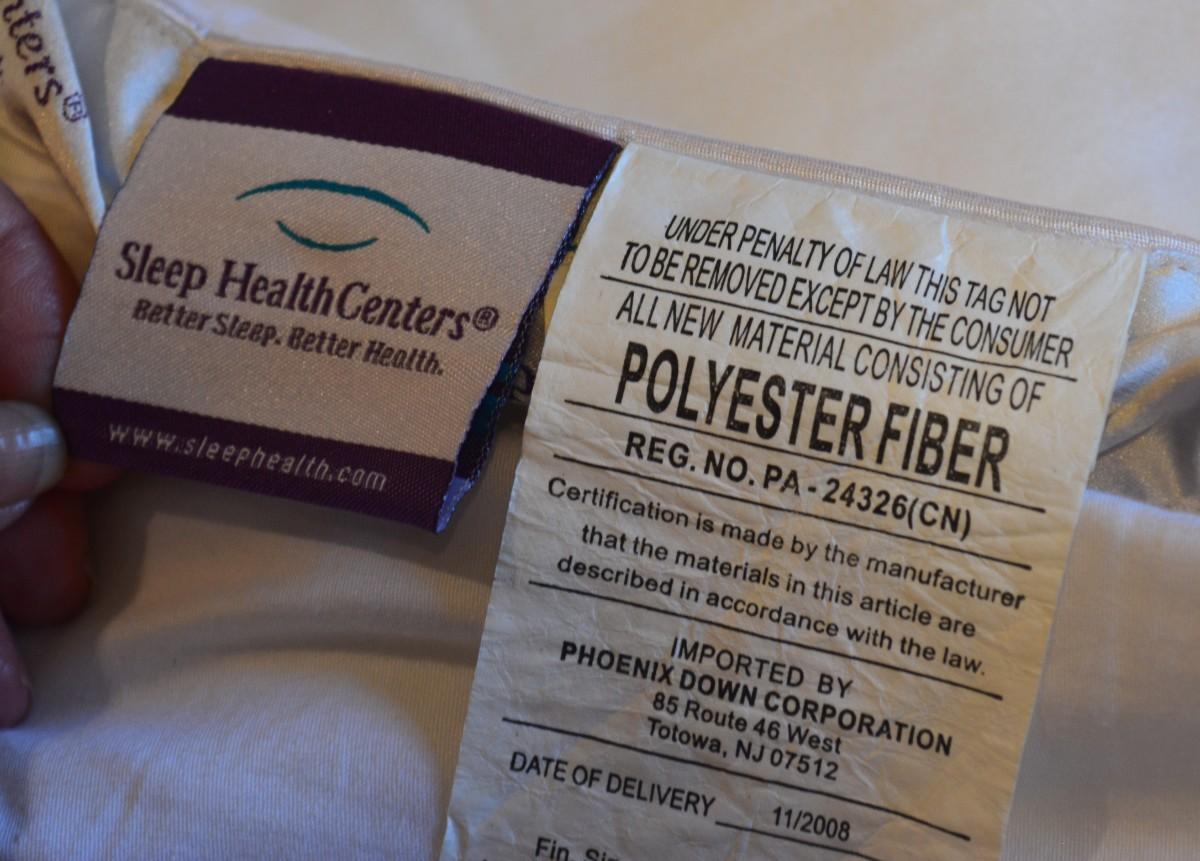 ters®
Sleep HealthCenters®
Better Sleep. Better Health.
www.sleephealth.com
UNDER PENALTY OF LAW THIS TAG NOT
TO BE REMOVED EXCEPT BY THE CONSUMER
ALL NEW MATERIAL CONSISTING OF
POLYESTER FIBER
REG. NO. PA - 24326(CN)
Certification is made by the manufacturer
that the materials in this article are
described in accordance with the law.
IMPORTED BY
PHOENIX DOWN CORPORATION
85 Route 46 West
Totowa, NJ 07512
DATE OF DELIVERY 11/2008
Fin.